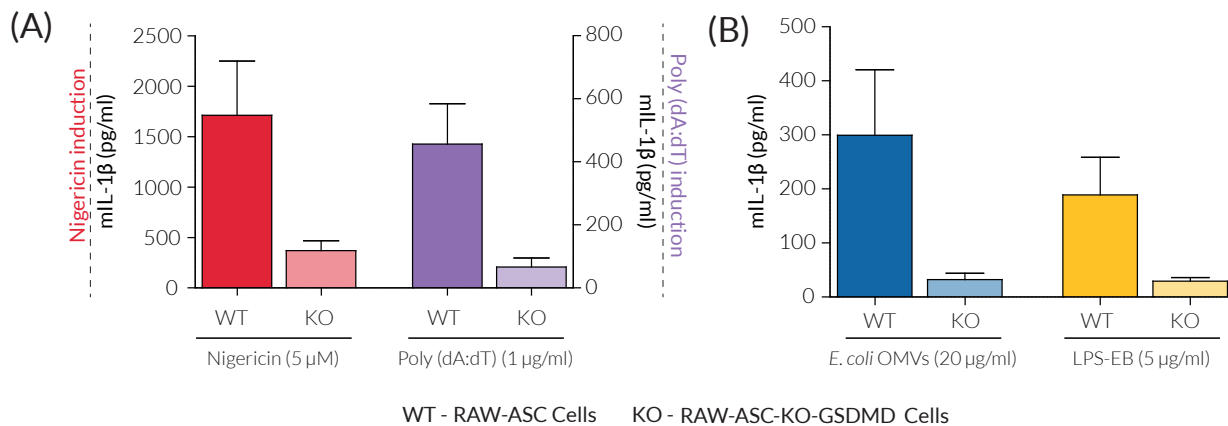 (A)
Nigericin induction
mIL-1β (pg/ml)
2500
2000
1500
1000
500
0
800
600
400
200
0
mIL-1β (pg/ml)
Poly (dA:dT) induction
WT
KO
WT
KO
Nigericin (5 µM)
Poly (dA:dT) (1 µg/ml)
(B)
mIL-1β (pg/ml)
500
400
300
200
100
0
WT
KO
WT
KO
E. coli OMVs (20 µg/ml)
LPS-EB (5 µg/ml)
WT - RAW-ASC Cells
KO - RAW-ASC-KO-GSDMD Cells